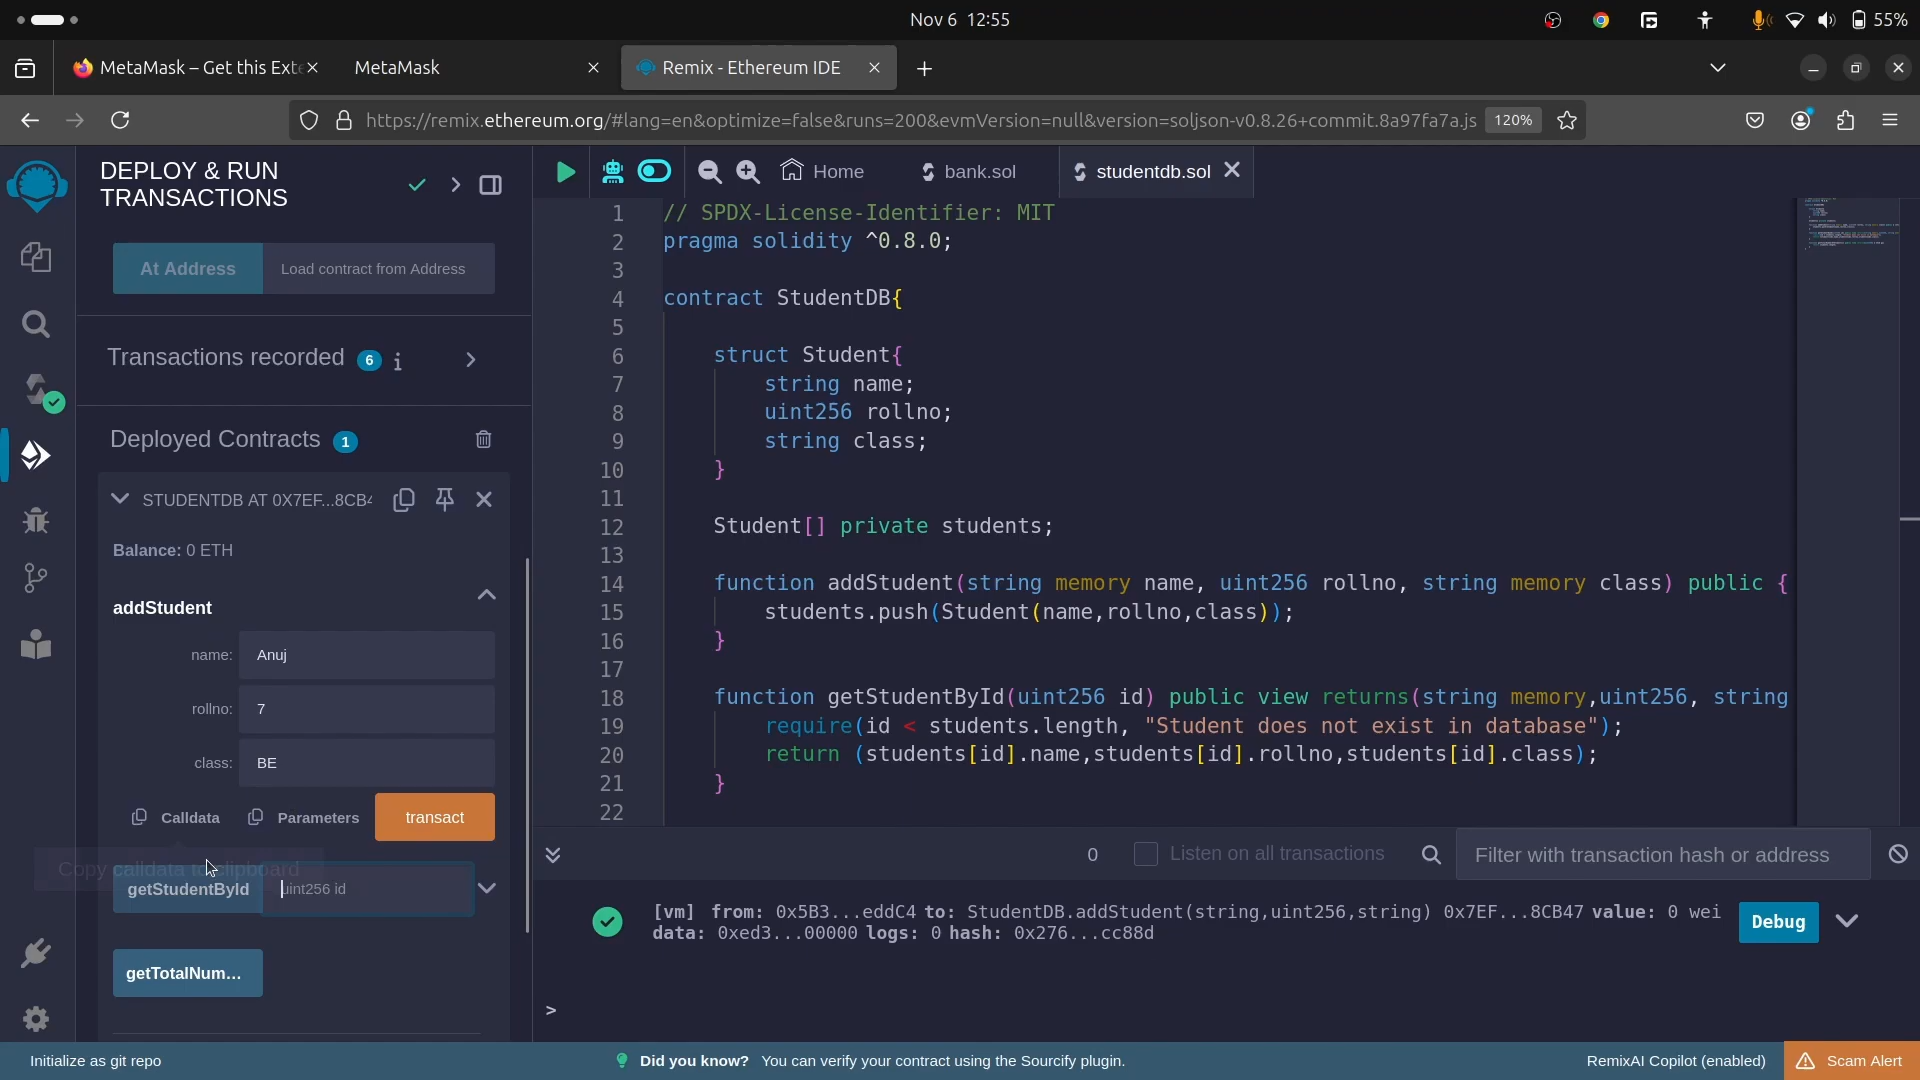 Nov 6 12:55
55%
MetaMask – Get this Exte
MetaMask
Remix - Ethereum IDE
https://remix.ethereum.org/#lang=en&optimize=false&runs=200&evmVersion=null&version=soljson-v0.8.26+commit.8a97fa7a.js
120%
DEPLOY & RUN
TRANSACTIONS
At Address
Load contract from Address
Transactions recorded 6 i
Deployed Contracts 1
STUDENTDB AT 0X7EF...8CB4
Balance: 0 ETH
addStudent
name: Anuj
rollno: 7
class: BE
Calldata
Parameters
transact
Copy calldata to clipboard
getStudentById
uint256 id
getTotalNum...
Home
bank.sol
studentdb.sol
1 // SPDX-License-Identifier: MIT
2 pragma solidity ^0.8.0;
3
4 contract StudentDB{
5
6 struct Student{
7 string name;
8 uint256 rollno;
9 string class;
10 }
11
12 Student[] private students;
13
14 function addStudent(string memory name, uint256 rollno, string memory class) public {
15 students.push(Student(name,rollno,class));
16 }
17
18 function getStudentById(uint256 id) public view returns(string memory,uint256, string
19 require(id < students.length, "Student does not exist in database");
20 return (students[id].name,students[id].rollno,students[id].class);
21 }
22
0
Listen on all transactions
Filter with transaction hash or address
[vm] from: 0x5B3...eddC4 to: StudentDB.addStudent(string,uint256,string) 0x7EF...8CB47 value: 0 wei
data: 0xed3...00000 logs: 0 hash: 0x276...cc88d
Debug
>
Initialize as git repo
Did you know? You can verify your contract using the Sourcify plugin.
RemixAI Copilot (enabled)
Scam Alert